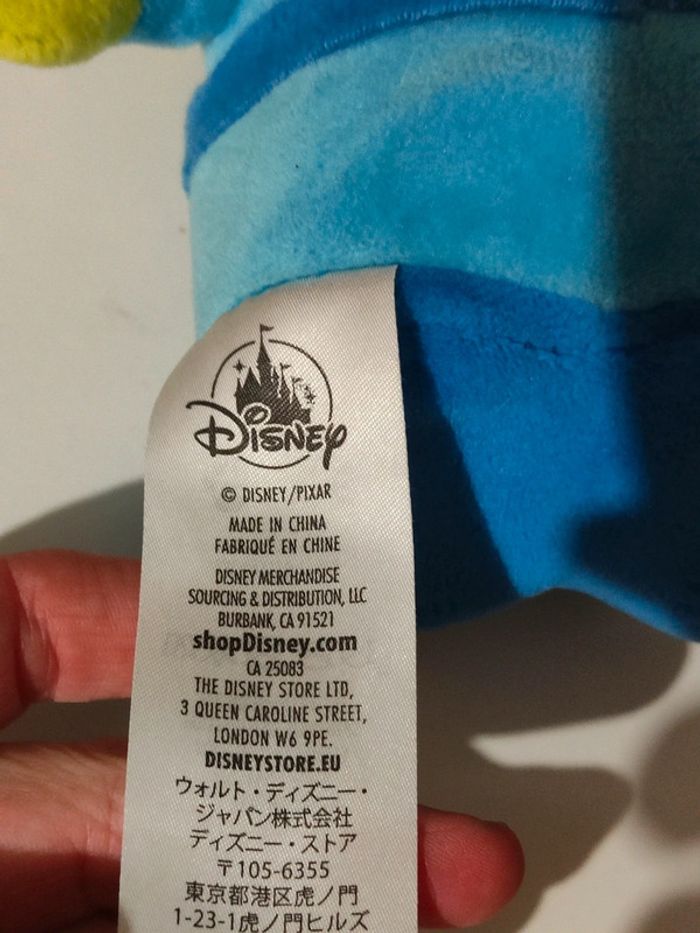 Disney
© DISNEY/PIXAR
MADE IN CHINA
FABRIQUÉ EN CHINE
DISNEY MERCHANDISE
SOURCING & DISTRIBUTION, LLC
BURBANK, CA 91521
shopDisney.com
CA 25083
THE DISNEY STORE LTD,
3 QUEEN CAROLINE STREET,
LONDON W6 9PE.
DISNEYSTORE.EU
ウォルト・ディズニー・
ジャパン株式会社
ディズニー・ストア
〒105-6355
東京都港区虎ノ門
1-23-1虎ノ門ヒルズ